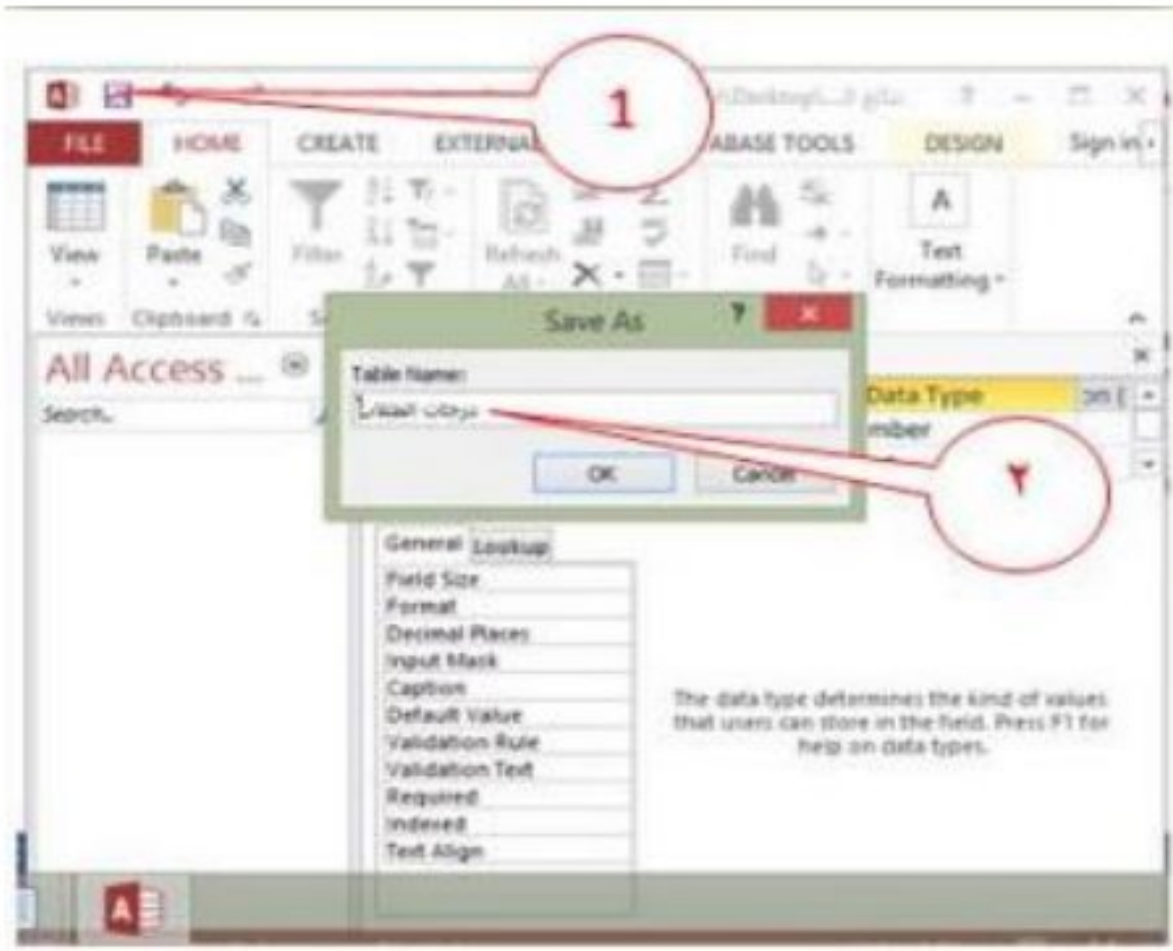 1
\Desktop\...
FILE HOME CREATE EXTERNAL ABASE TOOLS DESIGN Sign in
View Paste Filter Refresh All Find A Text Formatting
Views Clipboard
Save As ?
All Access ...
Search..
Table Name:
درجات الطلاب
OK Cancel
Data Type
mber
٢
General Lookup
Field Size
Format
Decimal Places
Input Mask
Caption
Default Value
Validation Rule
Validation Text
Required
Indexed
Text Align
The data type determines the kind of values
that users can store in the field. Press F1 for
help on data types.
A